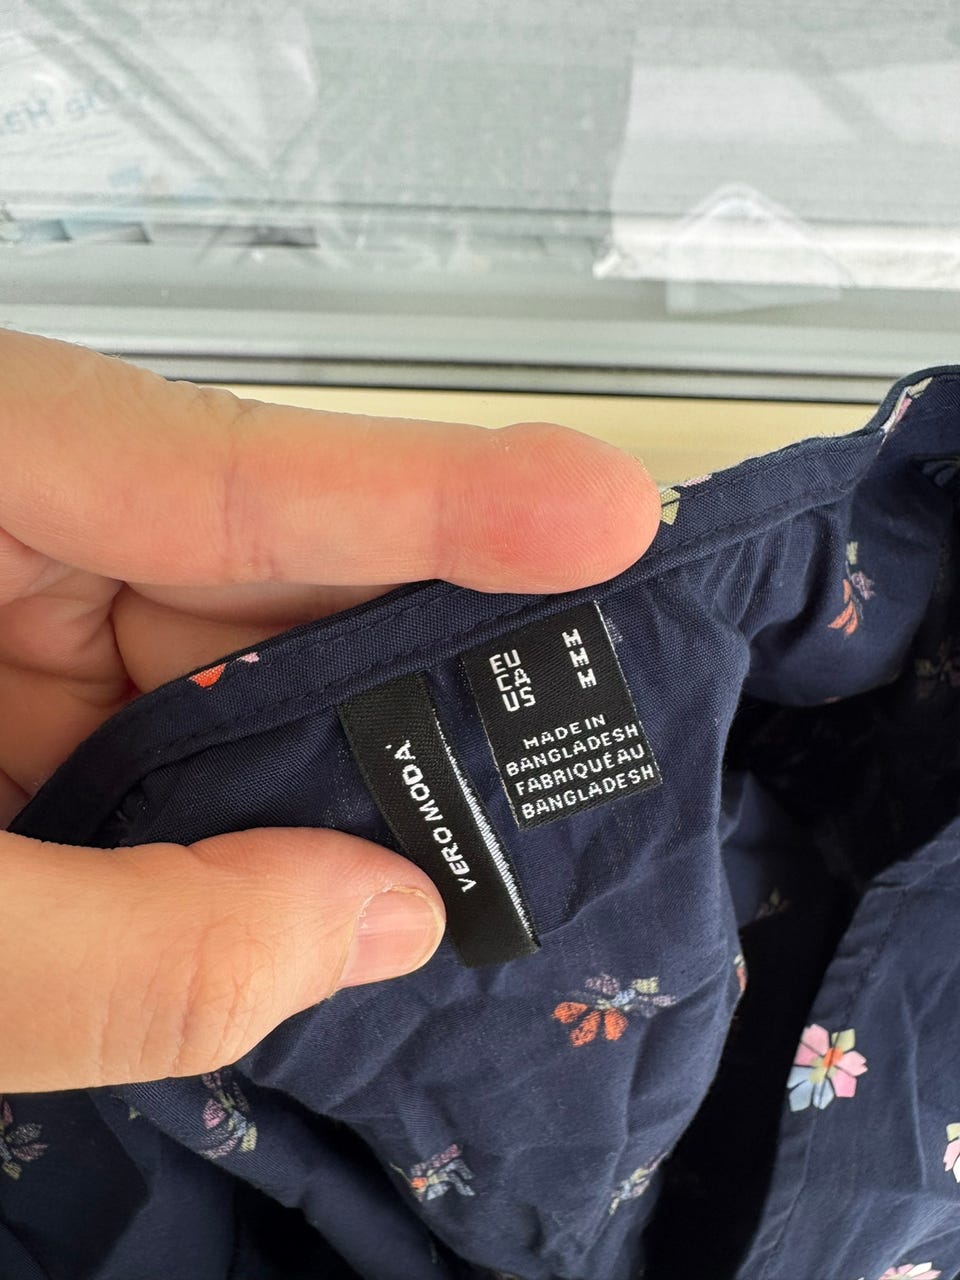 VERO MODA
EU M
CA M
US M
MADE IN
BANGLADESH
FABRIQUÉ AU
BANGLADESH